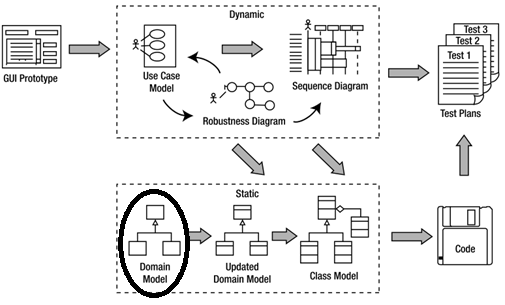 Dynamic
GUI Prototype
Use Case
Model
Robustness Diagram
Sequence Diagram
Test 3
Test 2
Test 1
Test Plans
Static
Domain
Model
Updated
Domain Model
Class Model
Code